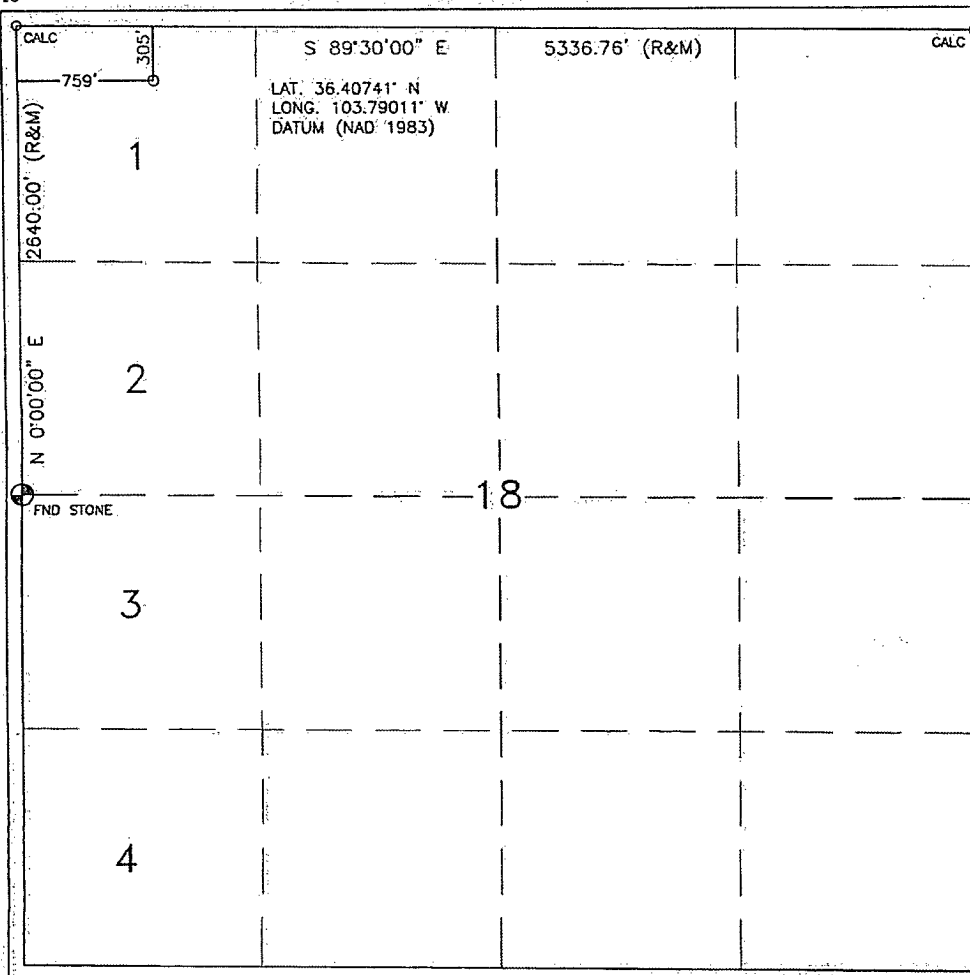 CALC
305'
S 89°30'00" E
5336.76' (R&M)
CALC
759'
LAT. 36.40741° N
LONG. 103.79011° W
DATUM (NAD 1983)
2640.00' (R&M)
1
2
N 0°00'00" E
18
FND STONE
3
4